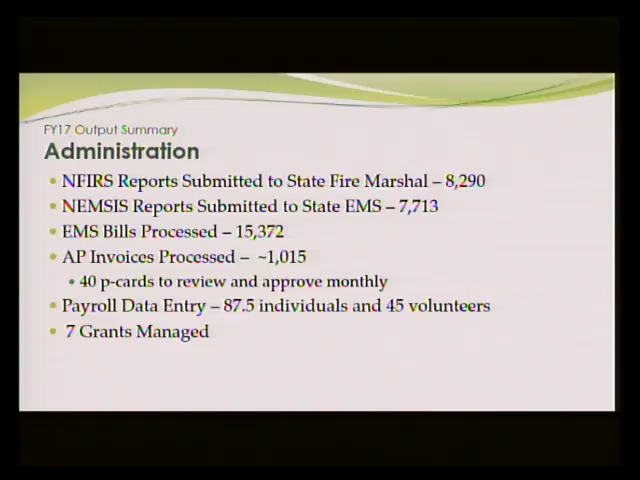 FY17 Output Summary
Administration
• NFIRS Reports Submitted to State Fire Marshal – 8,290
• NEMSIS Reports Submitted to State EMS – 7,713
• EMS Bills Processed – 15,372
• AP Invoices Processed – ~1,015
• 40 p-cards to review and approve monthly
• Payroll Data Entry – 87.5 individuals and 45 volunteers
• 7 Grants Managed